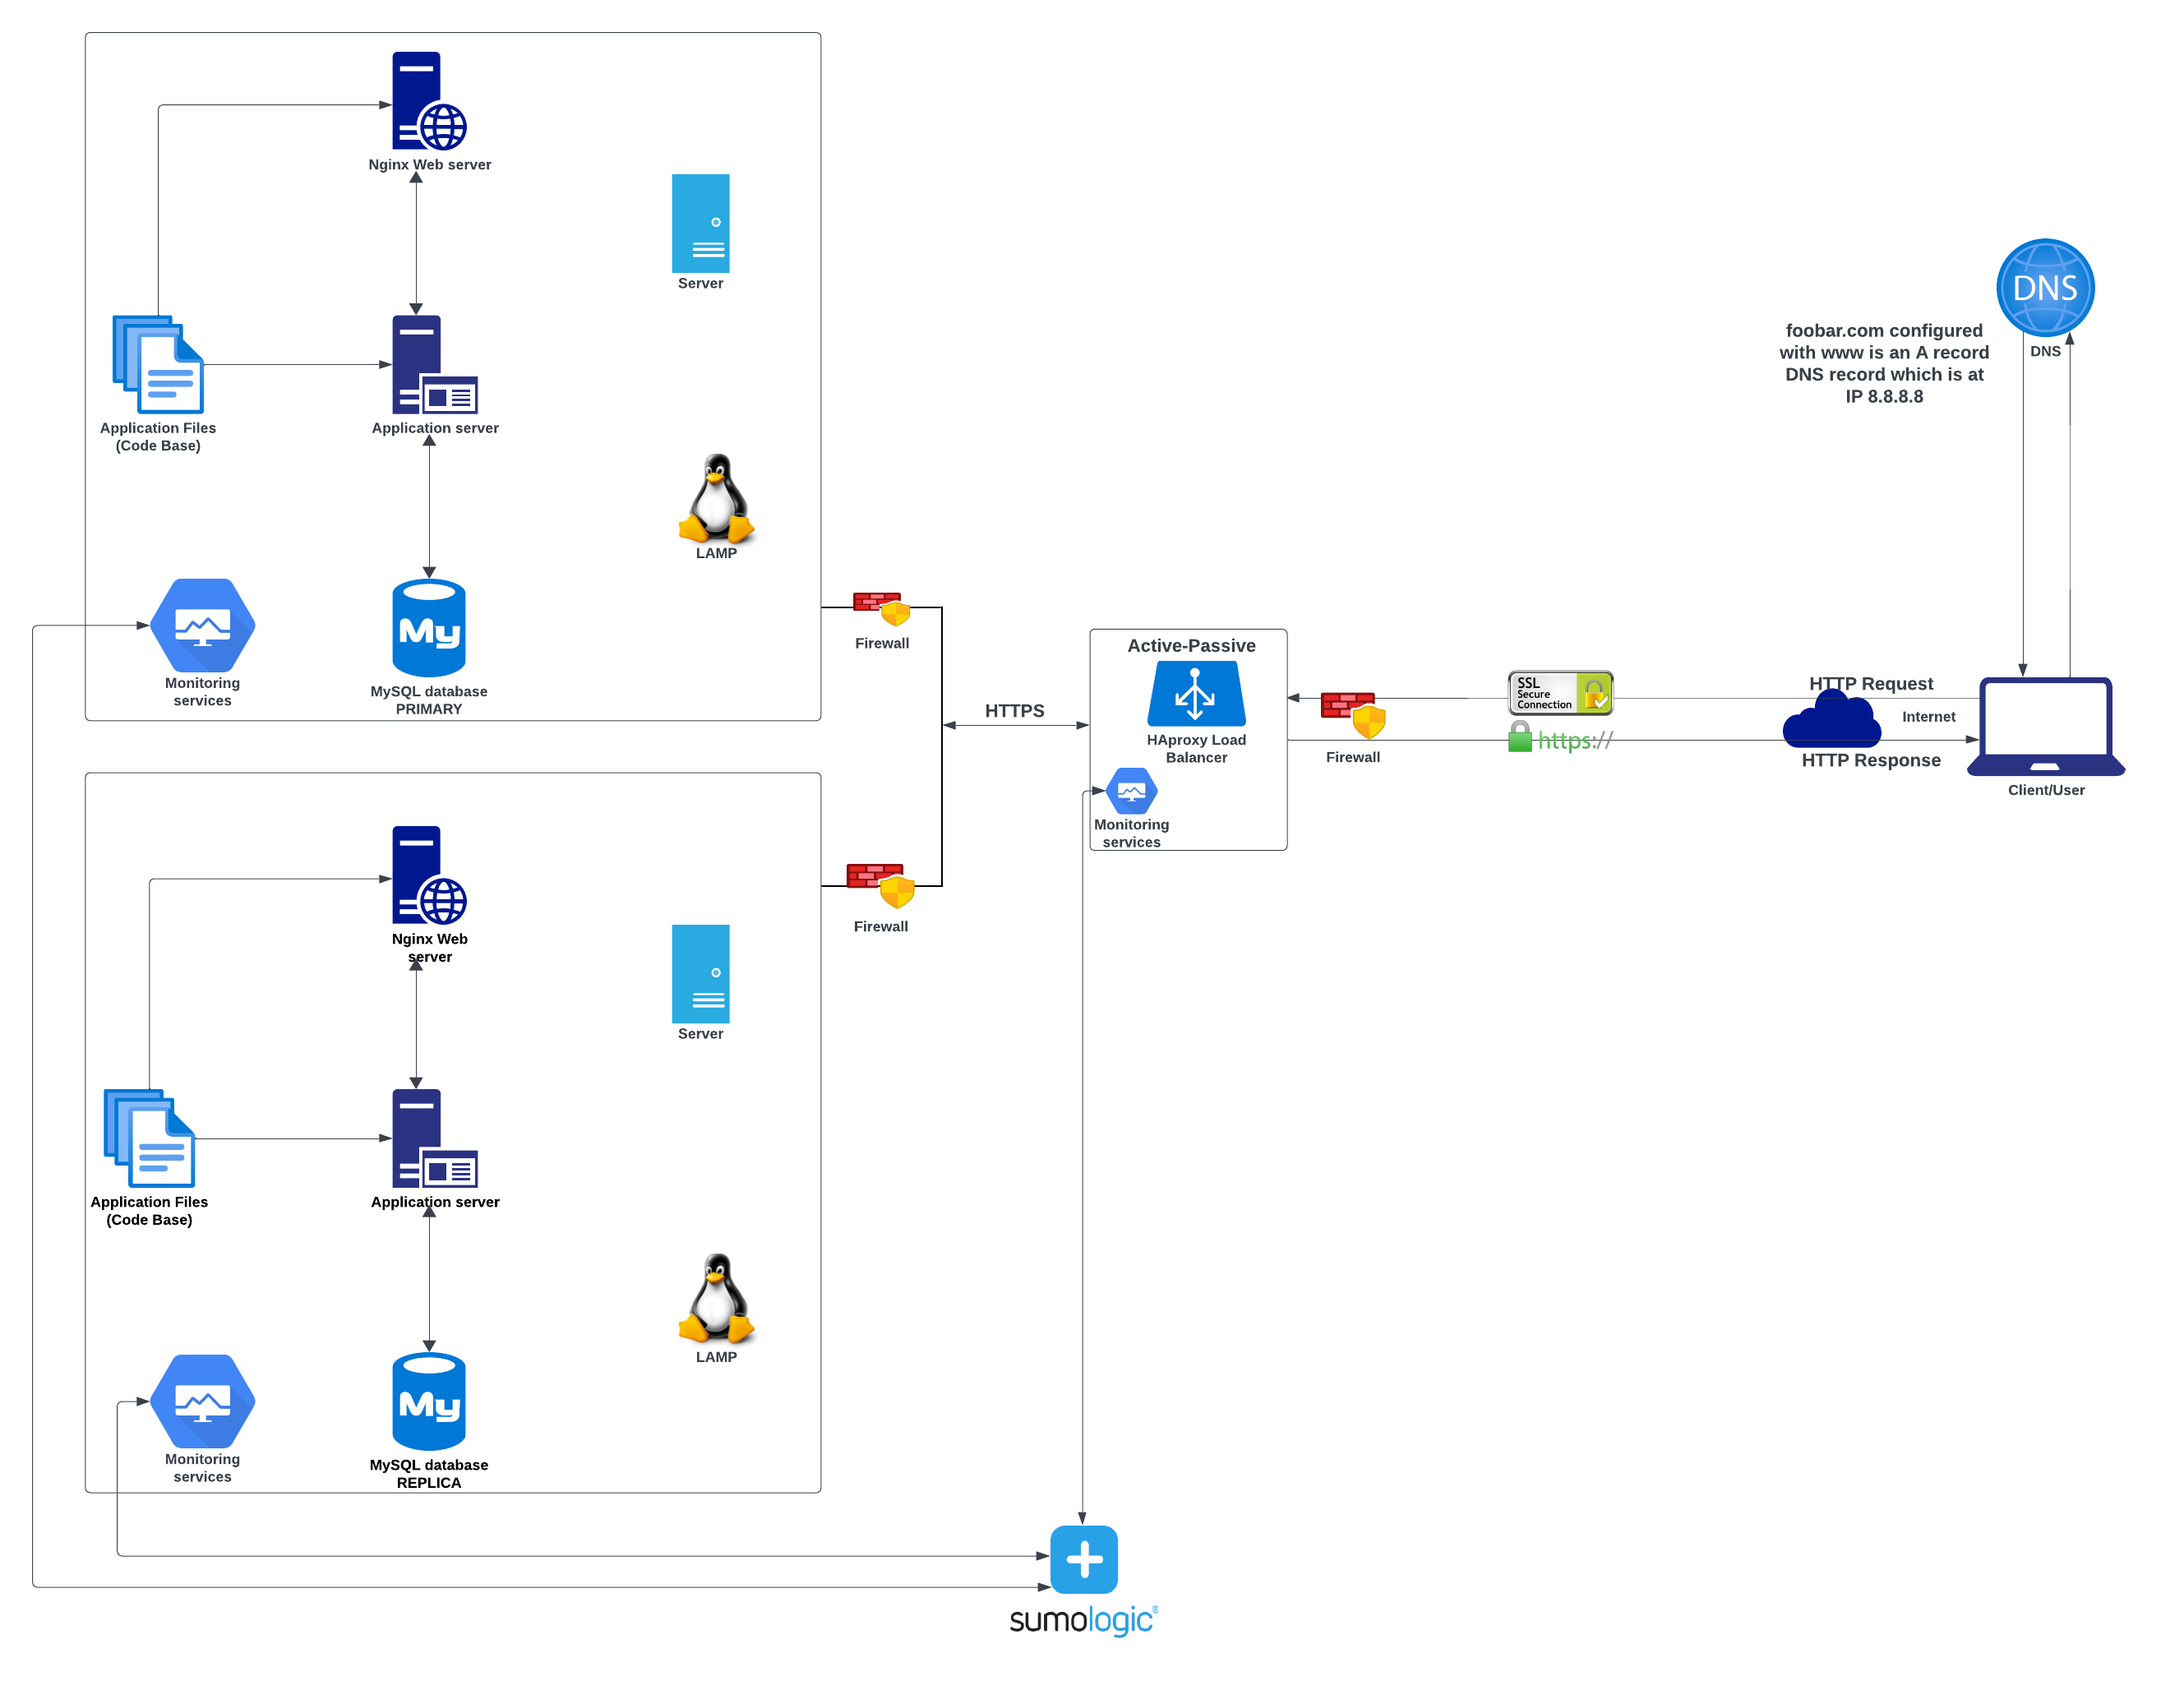 Nginx Web server
Server
Application Files
(Code Base)
Application server
LAMP
Monitoring
services
My
MySQL database
PRIMARY
Firewall
HTTPS
Active-Passive
HAproxy Load
Balancer
Monitoring
services
Firewall
SSL
Secure
Connection
https://
HTTP Request
Internet
HTTP Response
Client/User
DNS
DNS
foobar.com configured
with www is an A record
DNS record which is at
IP 8.8.8.8
Firewall
Nginx Web
server
Server
Application Files
(Code Base)
Application server
LAMP
Monitoring
services
My
MySQL database
REPLICA
sumologic®